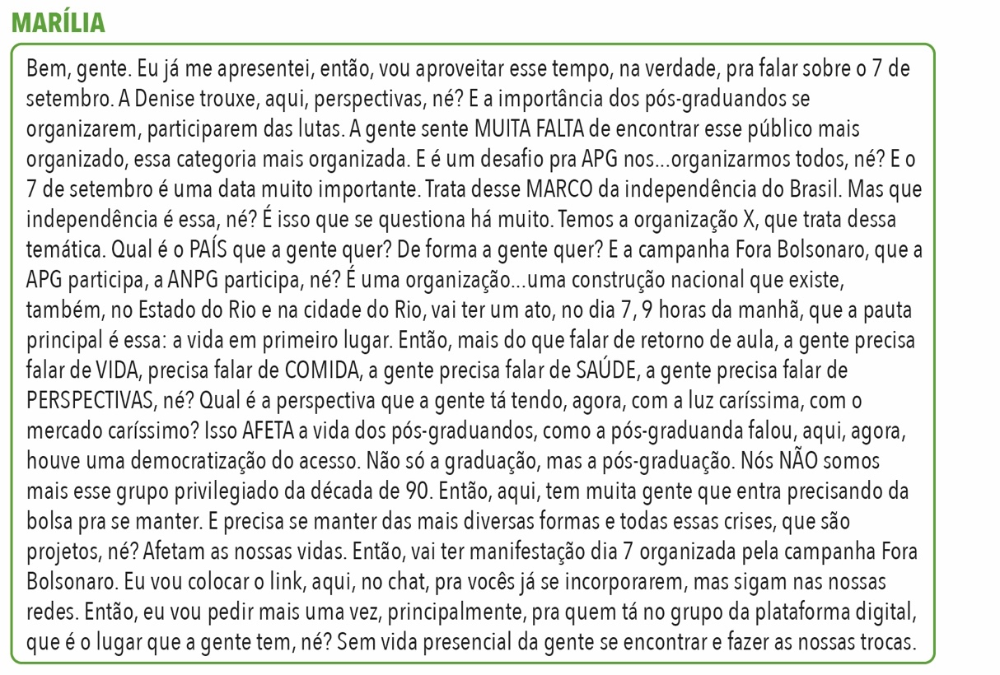 MARÍLIA
Bem, gente. Eu já me apresentei, então, vou aproveitar esse tempo, na verdade, pra falar sobre o 7 de
setembro. A Denise trouxe, aqui, perspectivas, né? E a importância dos pós-graduandos se
organizarem, participarem das lutas. A gente sente MUITA FALTA de encontrar esse público mais
organizado, essa categoria mais organizada. E é um desafio pra APG nos...organizarmos todos, né? E o
7 de setembro é uma data muito importante. Trata desse MARCO da independência do Brasil. Mas que
independência é essa, né? É isso que se questiona há muito. Temos a organização X, que trata dessa
temática. Qual é o PAÍS que a gente quer? De forma a gente quer? E a campanha Fora Bolsonaro, que a
APG participa, a ANPG participa, né? É uma organização...uma construção nacional que existe,
também, no Estado do Rio e na cidade do Rio, vai ter um ato, no dia 7, 9 horas da manhã, que a pauta
principal é essa: a vida em primeiro lugar. Então, mais do que falar de retorno de aula, a gente precisa
falar de VIDA, precisa falar de COMIDA, a gente precisa falar de SAÚDE, a gente precisa falar de
PERSPECTIVAS, né? Qual é a perspectiva que a gente tá tendo, agora, com a luz caríssima, com o
mercado caríssimo? Isso AFETA a vida dos pós-graduandos, como a pós-graduanda falou, aqui, agora,
houve uma democratização do acesso. Não só a graduação, mas a pós-graduação. Nós NÃO somos
mais esse grupo privilegiado da década de 90. Então, aqui, tem muita gente que entra precisando da
bolsa pra se manter. E precisa se manter das mais diversas formas e todas essas crises, que são
projetos, né? Afetam as nossas vidas. Então, vai ter manifestação dia 7 organizada pela campanha Fora
Bolsonaro. Eu vou colocar o link, aqui, no chat, pra vocês já se incorporarem, mas sigam nas nossas
redes. Então, eu vou pedir mais uma vez, principalmente, pra quem tá no grupo da plataforma digital,
que é o lugar que a gente tem, né? Sem vida presencial da gente se encontrar e fazer as nossas trocas.